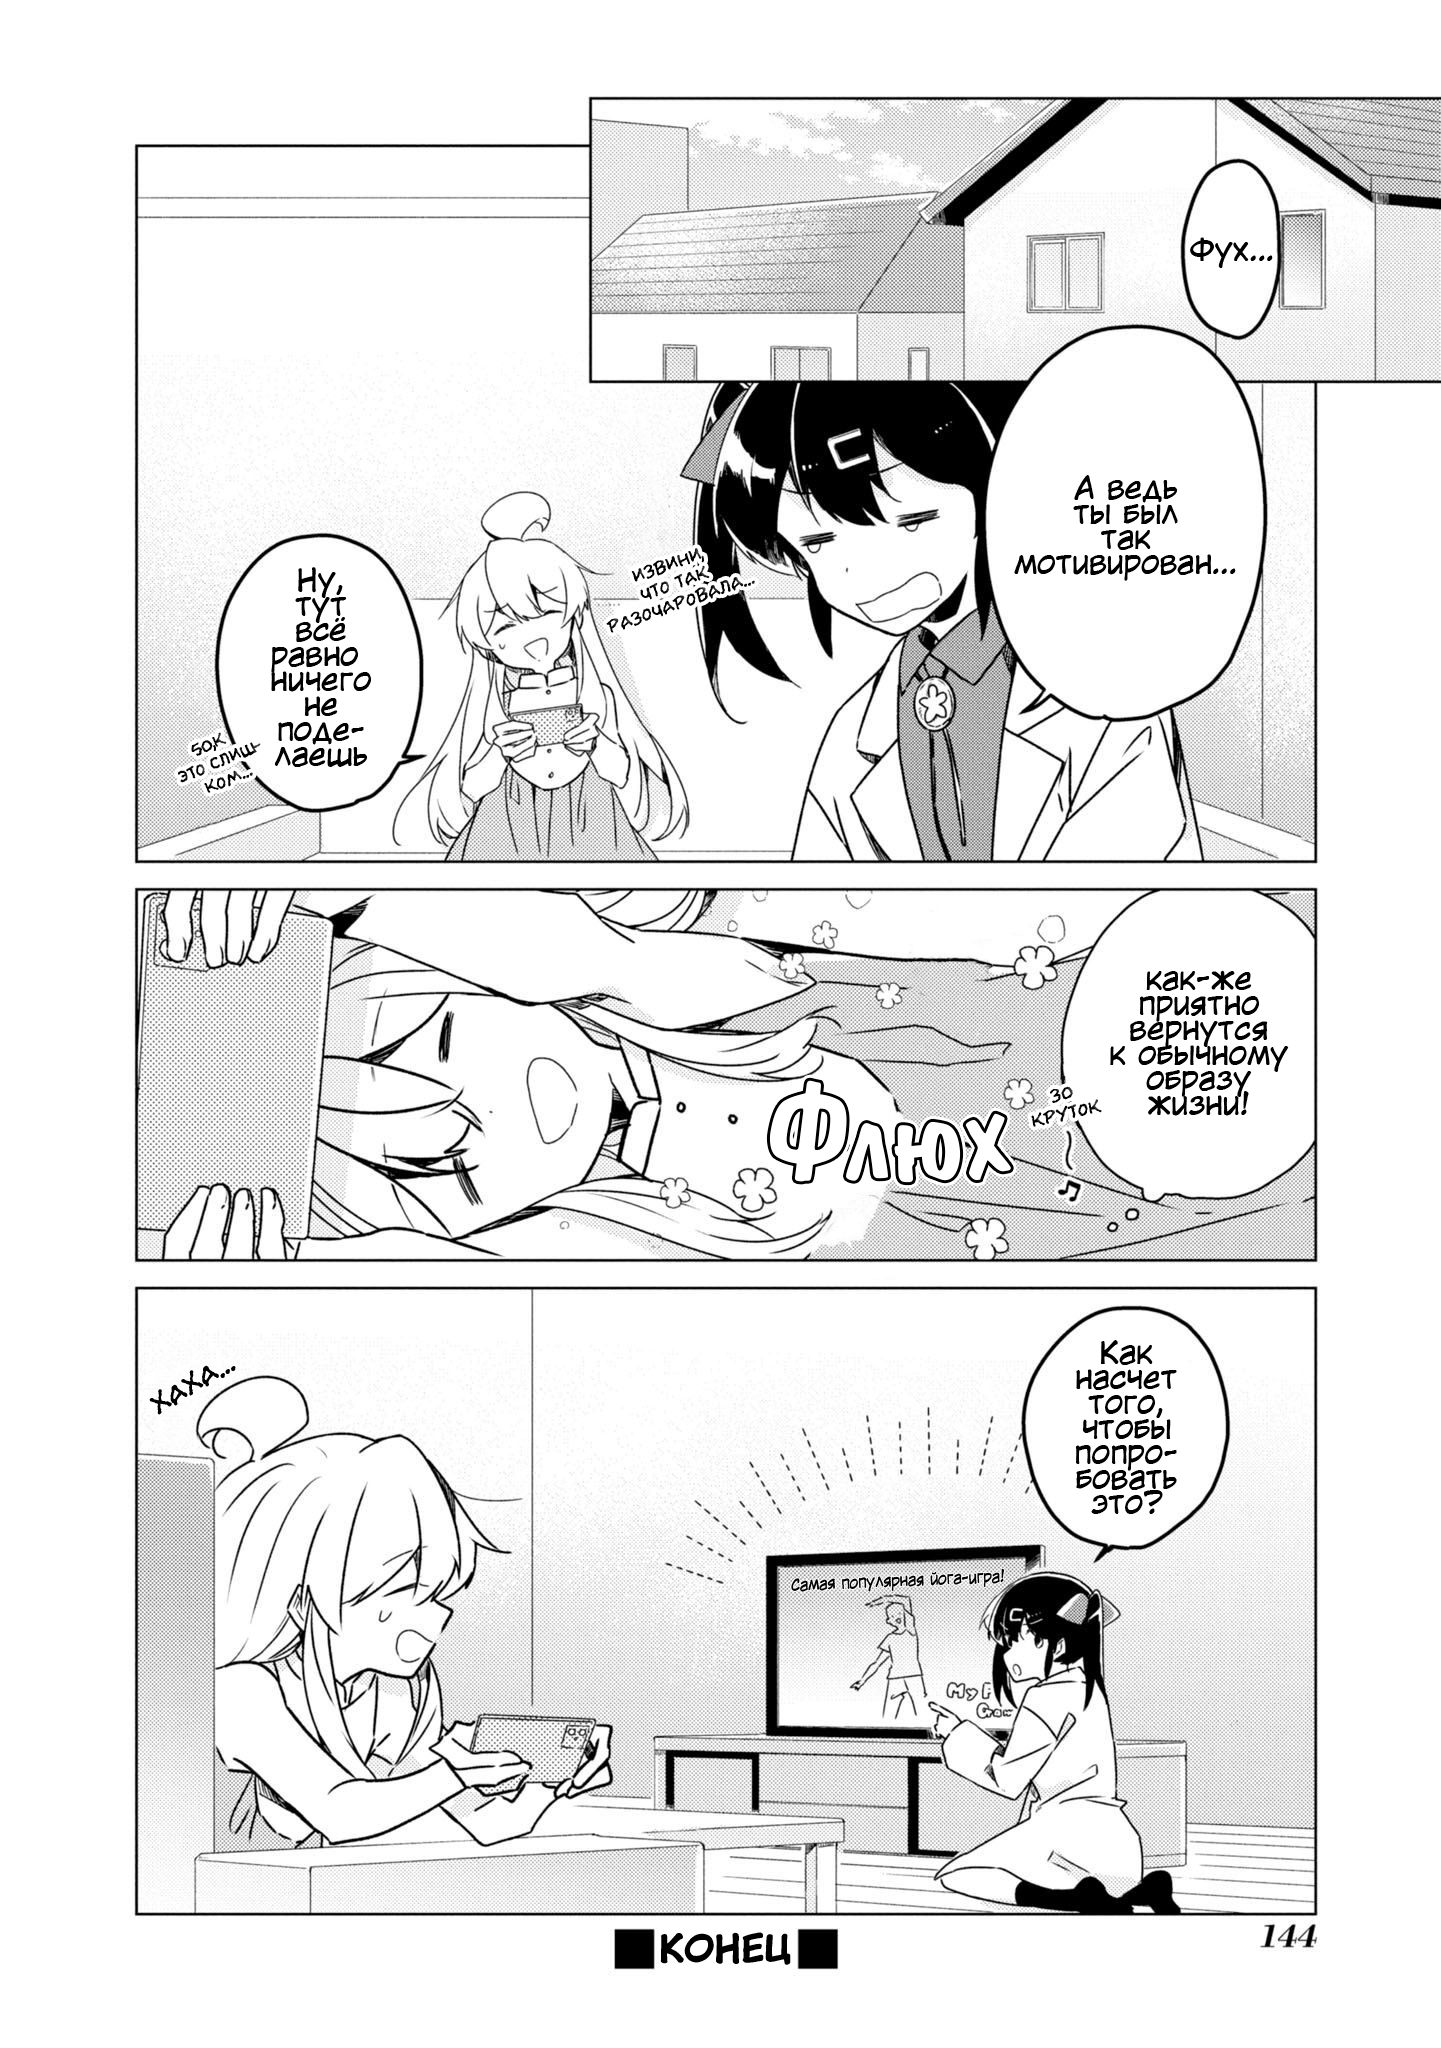 Фух...
А ведь
ты был
так
мотивирован...
извини,
что так
разочаровала...
Ну,
тут
всё
равно
ничего
не
поде-
лаешь
50к
это слиш-
ком...
как-же
приятно
вернутся
к обычному
образу
жизни!
30
круток
Флюх
Как
насчет
того,
чтобы
попро-
бовать
это?
хаха...
Самая популярная йога-игра!
My F
КОНЕЦ
144